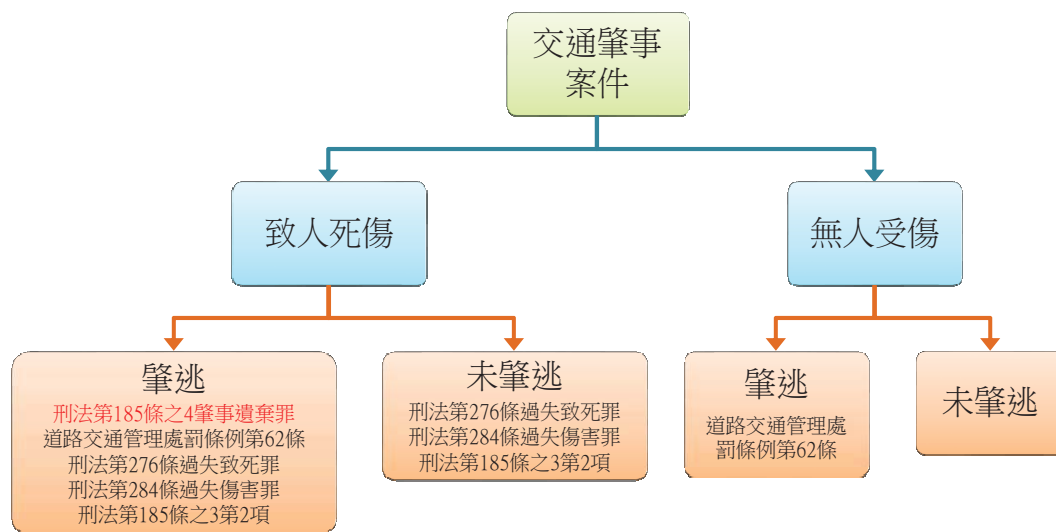 交通肇事
案件
致人死傷
無人受傷
肇逃
刑法第185條之4肇事遺棄罪
道路交通管理處罰條例第62條
刑法第276條過失致死罪
刑法第284條過失傷害罪
刑法第185條之3第2項
未肇逃
刑法第276條過失致死罪
刑法第284條過失傷害罪
刑法第185條之3第2項
肇逃
道路交通管理處
罰條例第62條
未肇逃